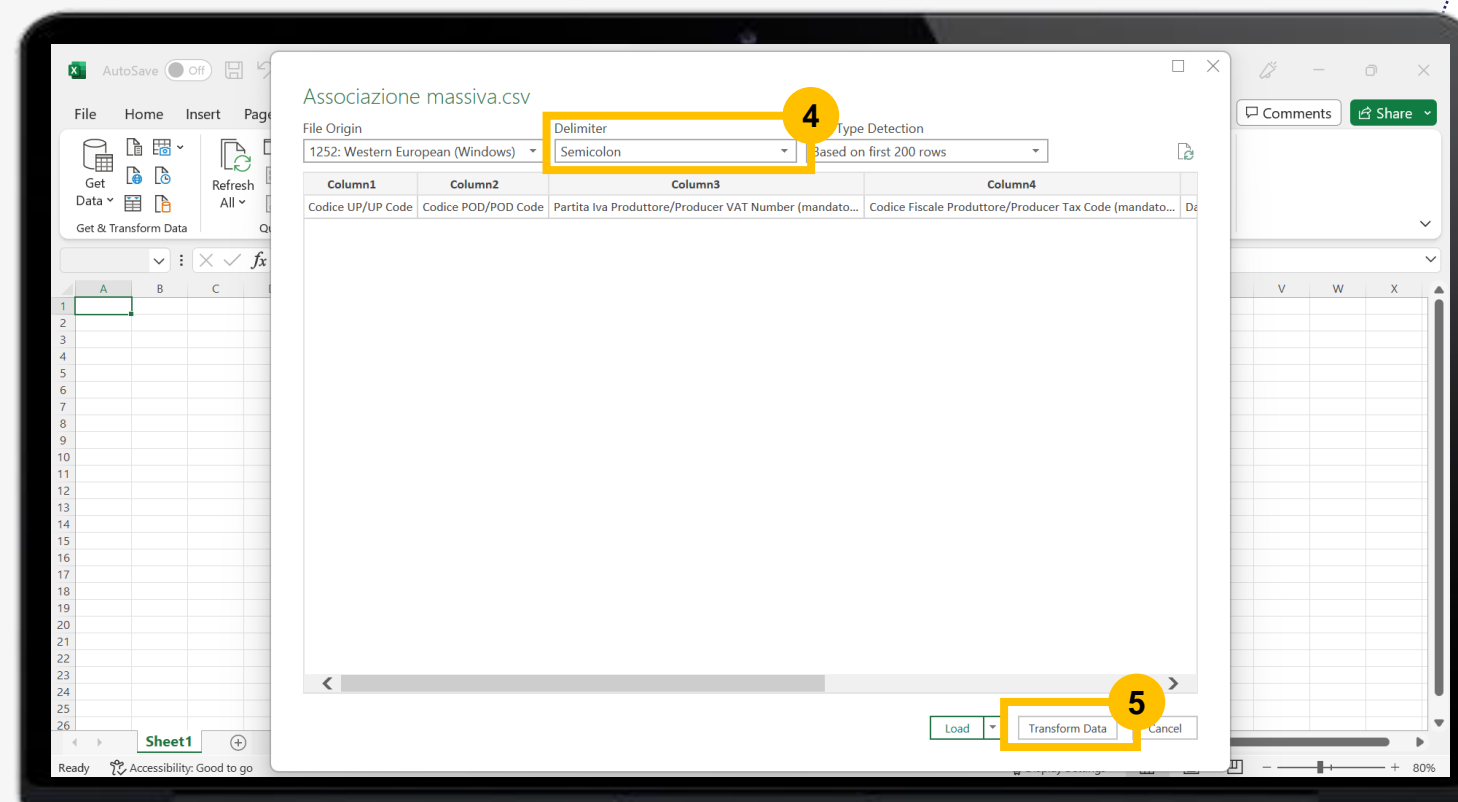 AutoSave Off
File Home Insert Page
Comments Share
Get Data
Refresh All
Get & Transform Data
fx
A B C
V W X
1
2
3
4
5
6
7
8
9
10
11
12
13
14
15
16
17
18
19
20
21
22
23
24
25
26
Sheet1
Ready Accessibility: Good to go
80%
Associazione massiva.csv
4
File Origin Delimiter Type Detection
1252: Western European (Windows) Semicolon Based on first 200 rows
Column1 Column2 Column3 Column4
Codice UP/UP Code Codice POD/POD Code Partita Iva Produttore/Producer VAT Number (mandato... Codice Fiscale Produttore/Producer Tax Code (mandato... Da
5
Load Transform Data Cancel